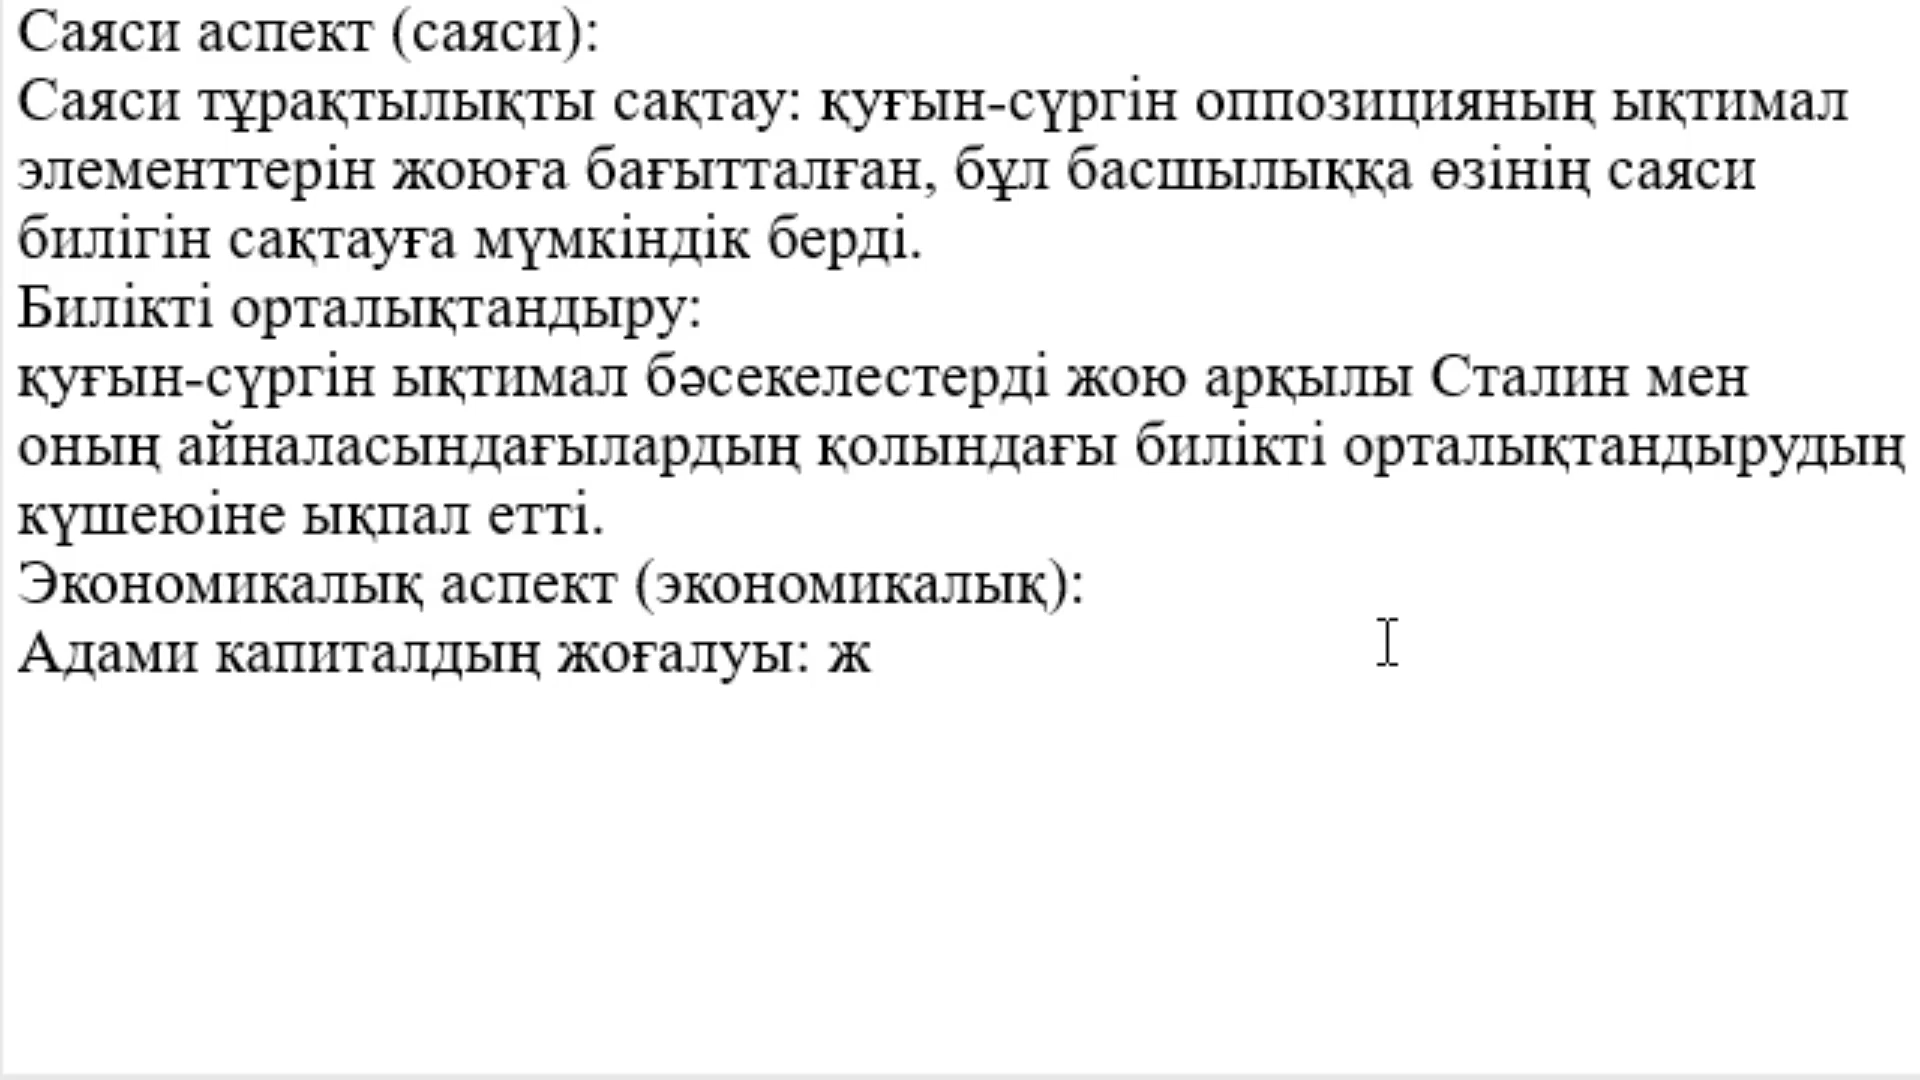 Саяси аспект (саяси):
Саяси тұрақтылықты сақтау: қуғын-сүргін оппозицияның ықтимал
элементтерін жоюға бағытталған, бұл басшылыққа өзінің саяси
билігін сақтауға мүмкіндік берді.
Билікті орталықтандыру:
қуғын-сүргін ықтимал бәсекелестерді жою арқылы Сталин мен
оның айналасындағылардың қолындағы билікті орталықтандырудың
күшеюіне ықпал етті.
Экономикалық аспект (экономикалық):
Адами капиталдың жоғалуы: ж